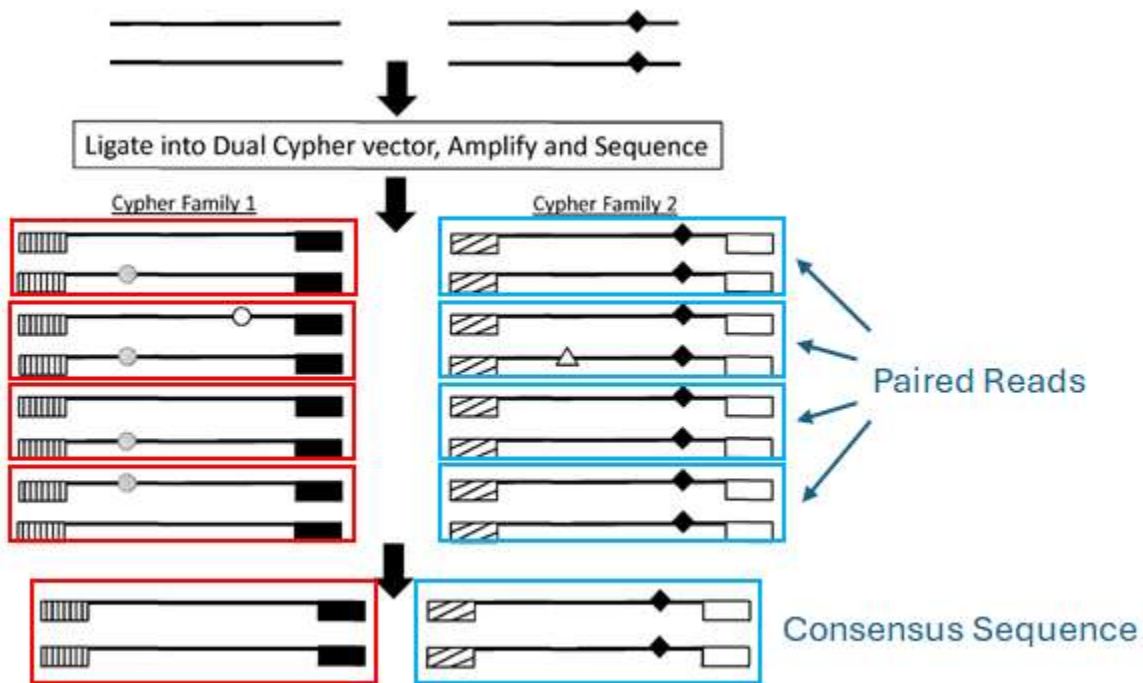 Ligate into Dual Cypher vector, Amplify and Sequence
Cypher Family 1
Cypher Family 2
Paired Reads
Consensus Sequence